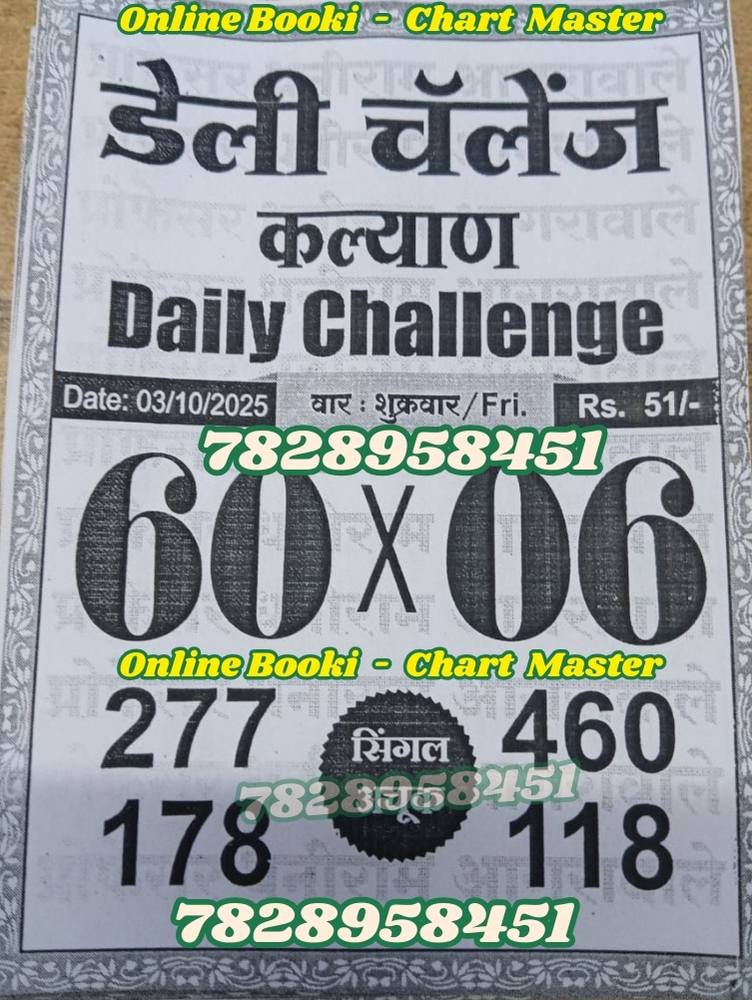 Online Booki - Chart Master
डेली चॅलेंज
कल्याण
Daily Challenge
Date: 03/10/2025 वार : शुक्रवार/Fri. Rs. 51/-
7828958451
60 X 06
Online Booki - Chart Master
277 सिंगल 460
7828958451
178 अचूक 118
7828958451